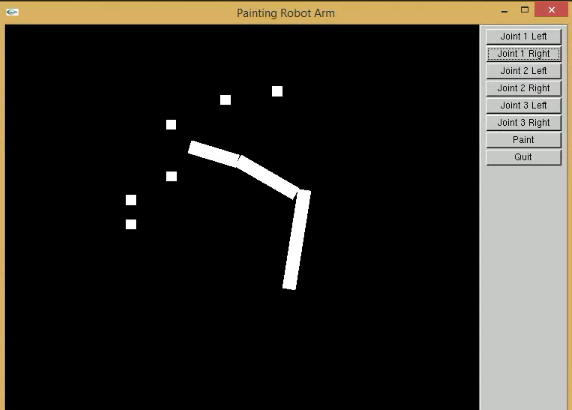 Painting Robot Arm
Joint 1 Left
Joint 1 Right
Joint 2 Left
Joint 2 Right
Joint 3 Left
Joint 3 Right
Paint
Quit